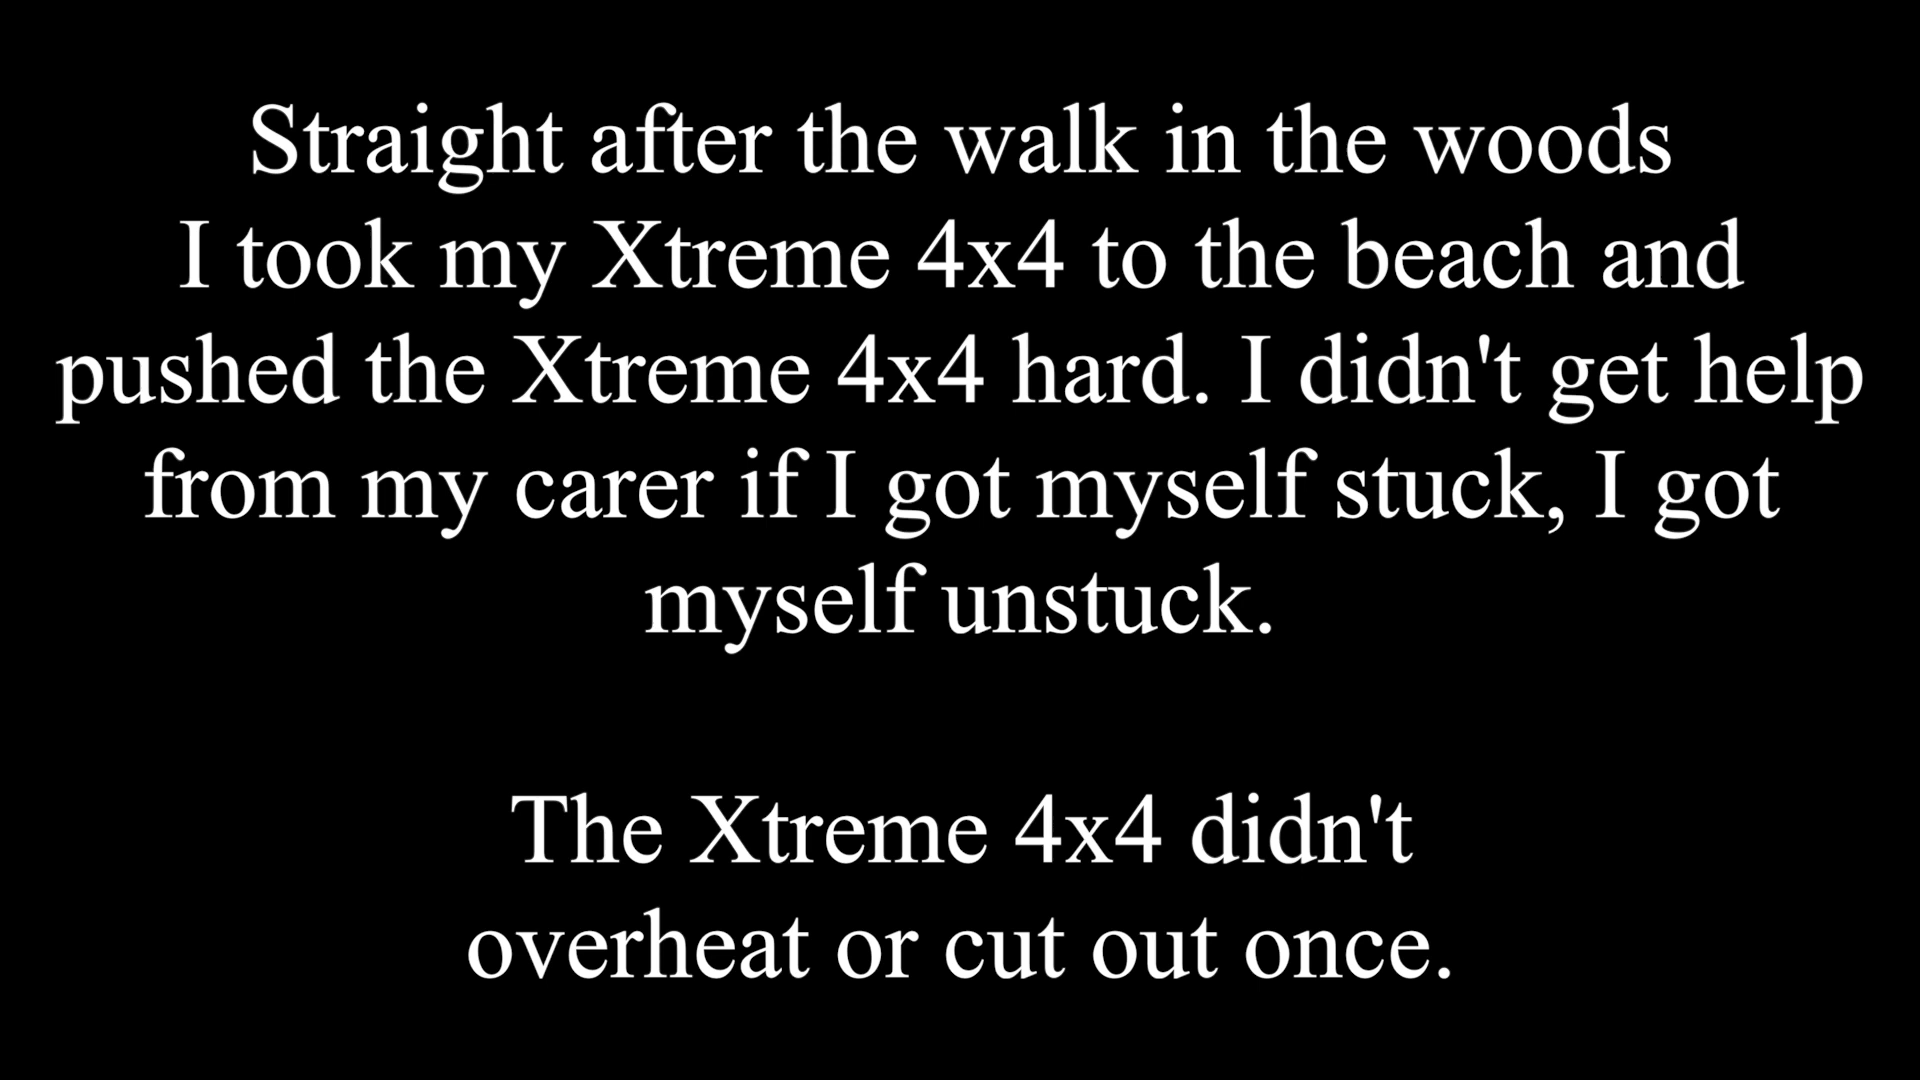 Straight after the walk in the woods
I took my Xtreme 4x4 to the beach and
pushed the Xtreme 4x4 hard. I didn't get help
from my carer if I got myself stuck, I got
myself unstuck.
The Xtreme 4x4 didn't
overheat or cut out once.